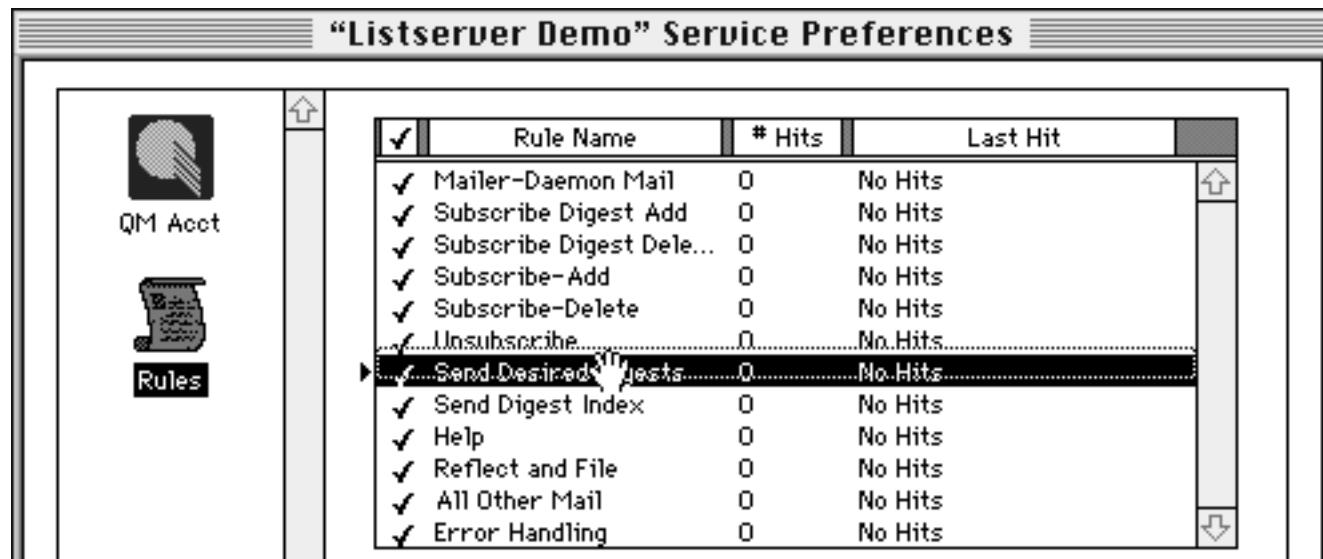 “Listserver Demo” Service Preferences
QM Acct
Rules
✓ Rule Name # Hits Last Hit
✓ Mailer-Daemon Mail 0 No Hits
✓ Subscribe Digest Add 0 No Hits
✓ Subscribe Digest Dele... 0 No Hits
✓ Subscribe-Add 0 No Hits
✓ Subscribe-Delete 0 No Hits
✓ Unsubscribe 0 No Hits
✓ Send Desired 0 No Hits
✓ Send Digest Index 0 No Hits
✓ Help 0 No Hits
✓ Reflect and File 0 No Hits
✓ All Other Mail 0 No Hits
✓ Error Handling 0 No Hits